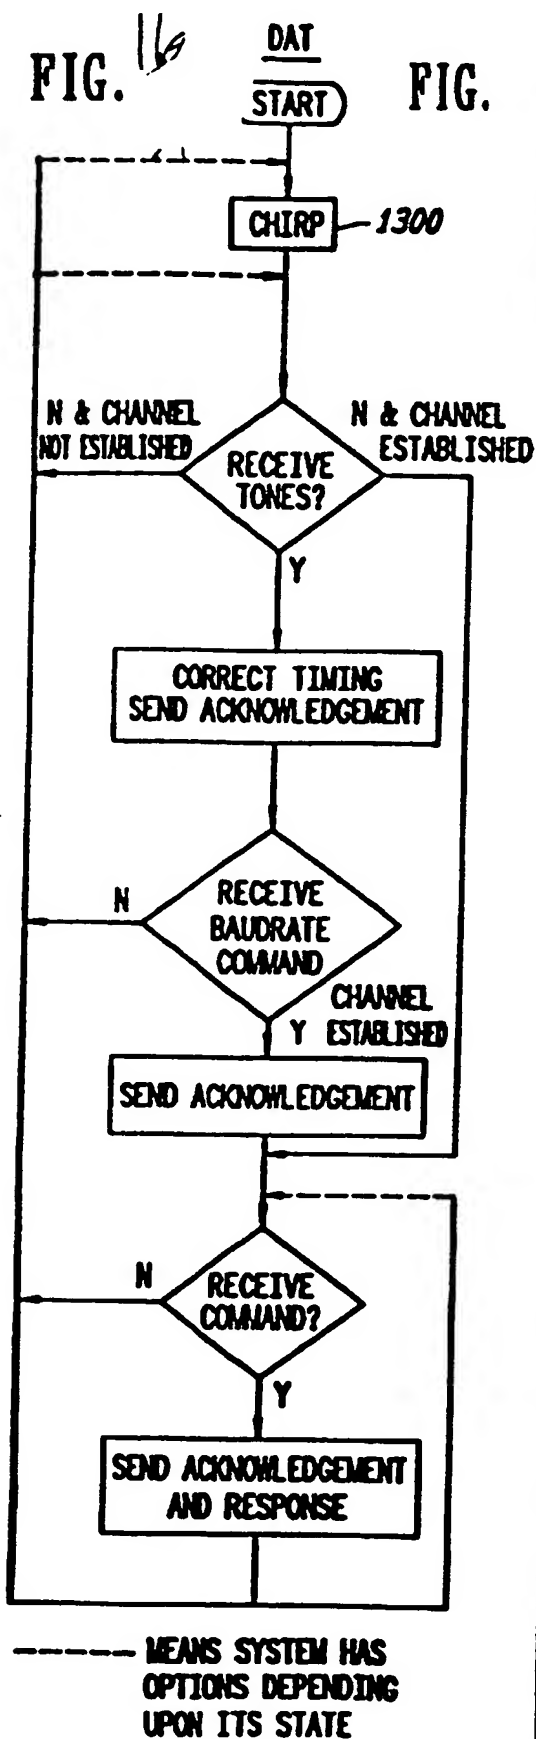 DAT
FIG. 16A
FIG.
START
CHIRP
1300
N & CHANNEL
NOT ESTABLISHED
N & CHANNEL
ESTABLISHED
RECEIVE
TONES?
Y
CORRECT TIMING
SEND ACKNOWLEDGEMENT
N
RECEIVE
BAUDRATE
COMMAND
CHANNEL
Y ESTABLISHED
SEND ACKNOWLEDGEMENT
N
RECEIVE
COMMAND?
Y
SEND ACKNOWLEDGEMENT
AND RESPONSE
MEANS SYSTEM HAS
OPTIONS DEPENDING
UPON ITS STATE